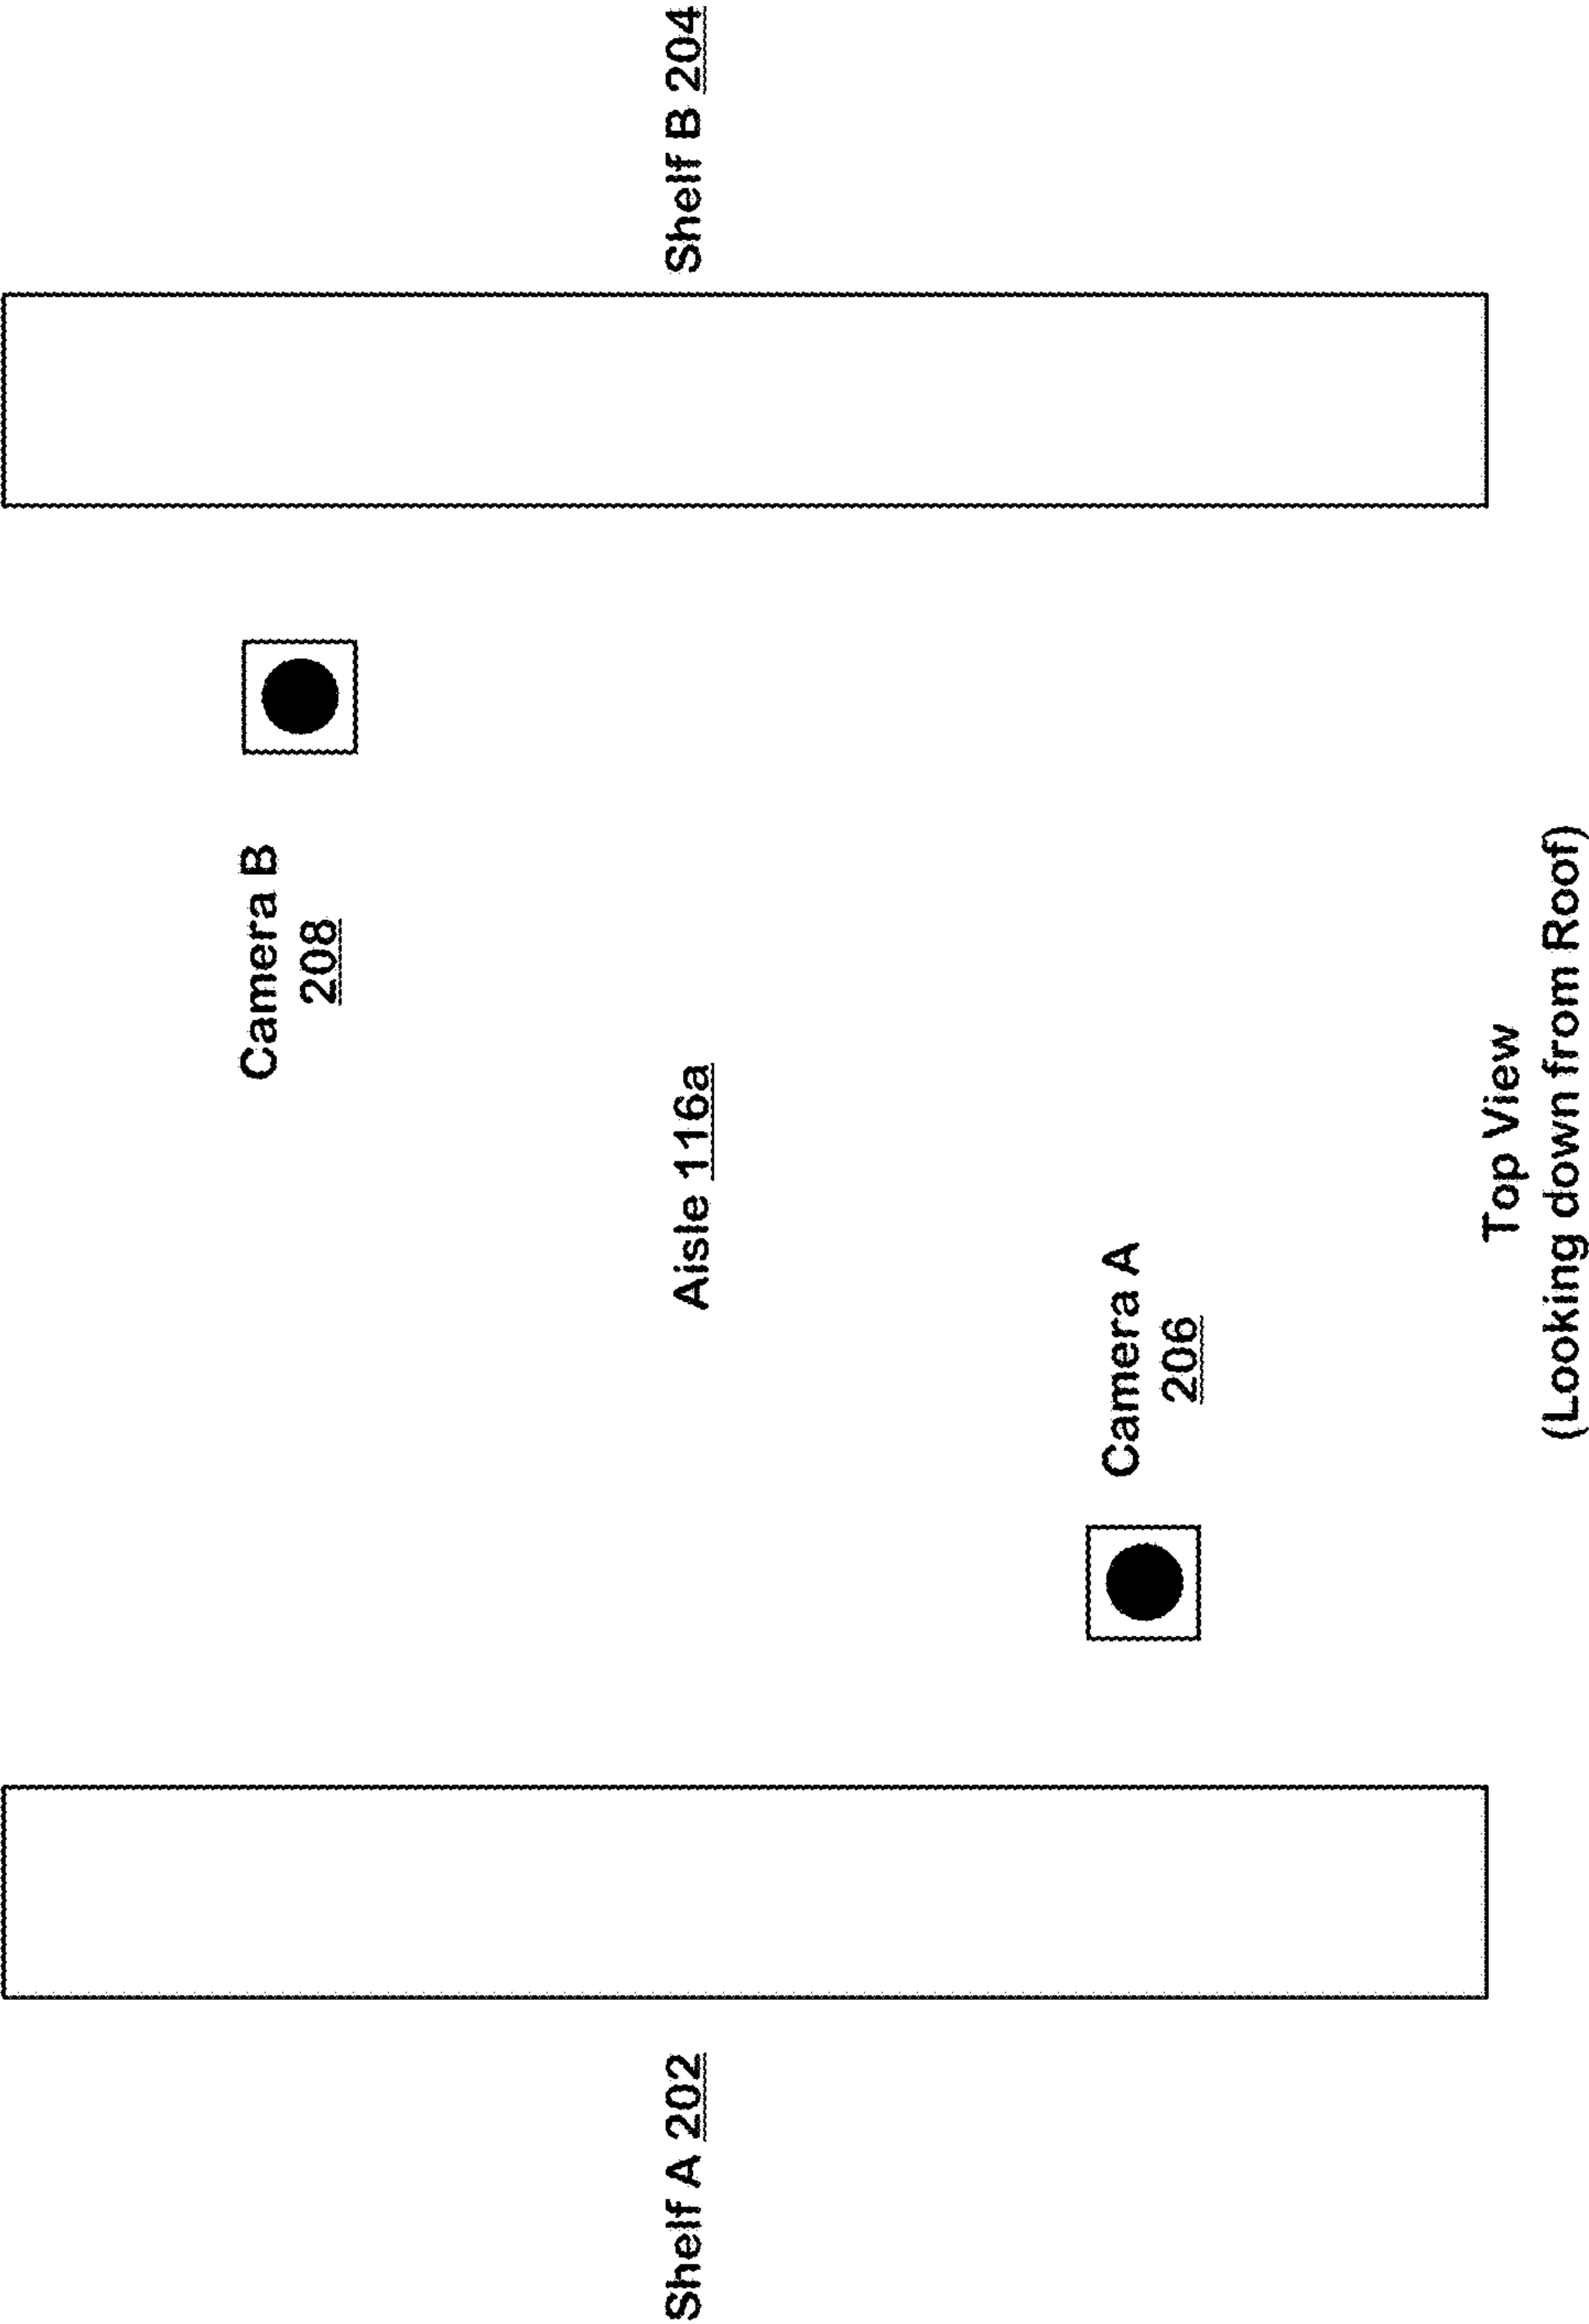 Camera B
208
Shelf A 202
Aisle 116a
Shelf B 204
Camera A
206
Top View
(Looking down from Roof)